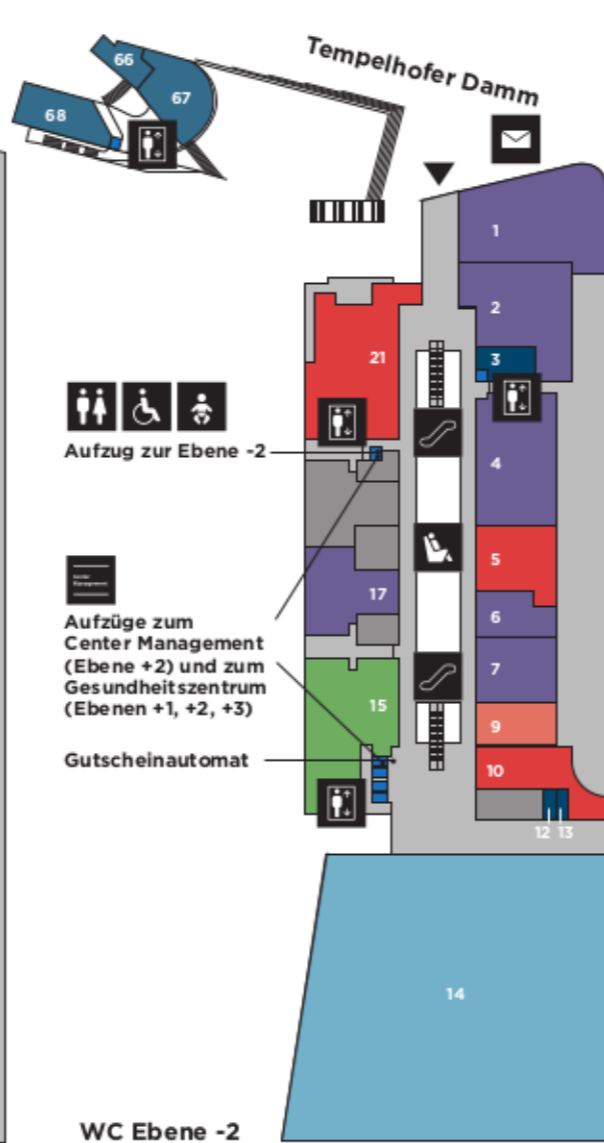 66
67
68
Tempelhofer Damm
1
2
3
21
4
Aufzug zur Ebene -2
5
17
6
Aufzüge zum
Center Management
(Ebene +2) und zum
Gesundheitszentrum
(Ebenen +1, +2, +3)
7
15
9
Gutscheinautomat
10
12 13
14
WC Ebene -2